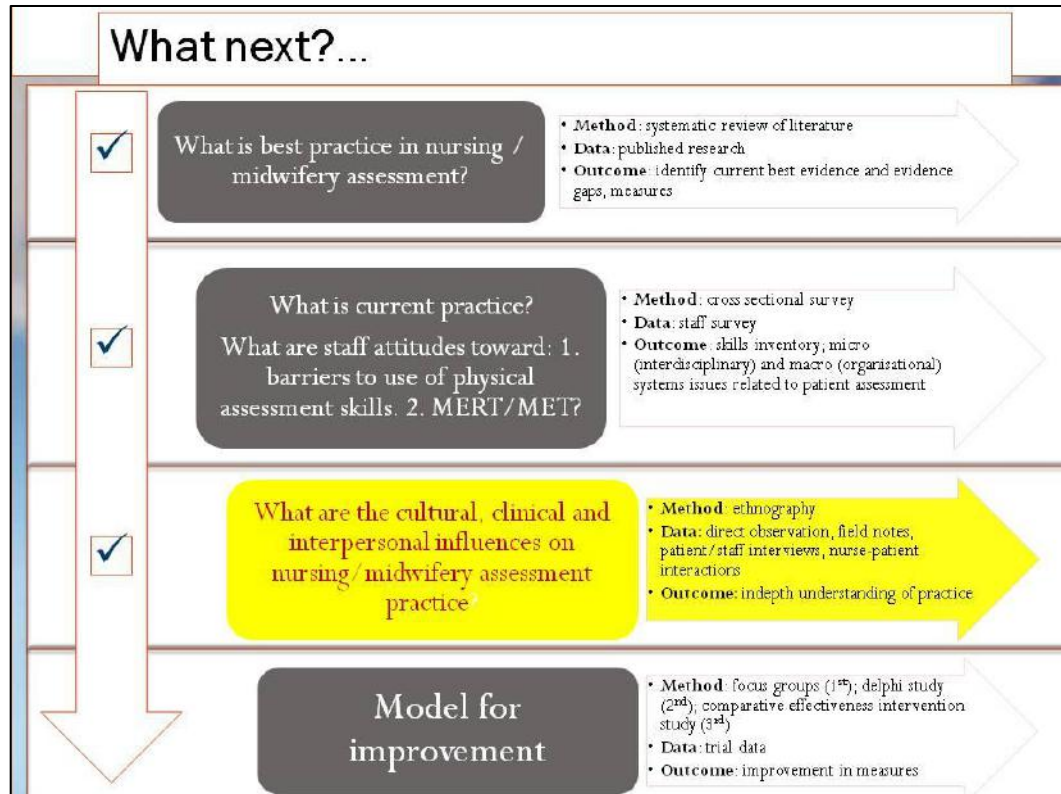 What next?...
What is best practice in nursing /
midwifery assessment?
• Method: systematic review of literature
• Data: published research
• Outcome: identify current best evidence and evidence
gaps, measures
What is current practice?
What are staff attitudes toward: 1.
barriers to use of physical
assessment skills. 2. MERT/MET?
• Method: cross sectional survey
• Data: staff survey
• Outcome: skills inventory; micro
(interdisciplinary) and macro (organisational)
systems issues related to patient assessment
What are the cultural, clinical and
interpersonal influences on
nursing/midwifery assessment
practice?
• Method: ethnography
• Data: direct observation, field notes,
patient/staff interviews, nurse-patient
interactions
• Outcome: indepth understanding of practice
Model for
improvement
• Method: focus groups (1st); delphi study
(2nd); comparative effectiveness intervention
study (3rd)
• Data: trial data
• Outcome: improvement in measures